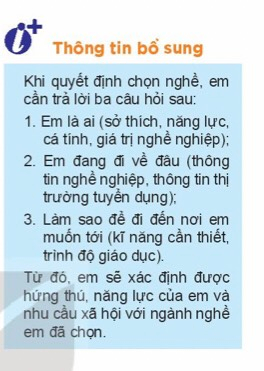 i+
Thông tin bổ sung
Khi quyết định chọn nghề, em
cần trả lời ba câu hỏi sau:
1. Em là ai (sở thích, năng lực,
cá tính, giá trị nghề nghiệp);
2. Em đang đi về đâu (thông
tin nghề nghiệp, thông tin thị
trường tuyển dụng);
3. Làm sao để đi đến nơi em
muốn tới (kĩ năng cần thiết,
trình độ giáo dục).
Từ đó, em sẽ xác định được
hứng thú, năng lực của em và
nhu cầu xã hội với ngành nghề
em đã chọn.